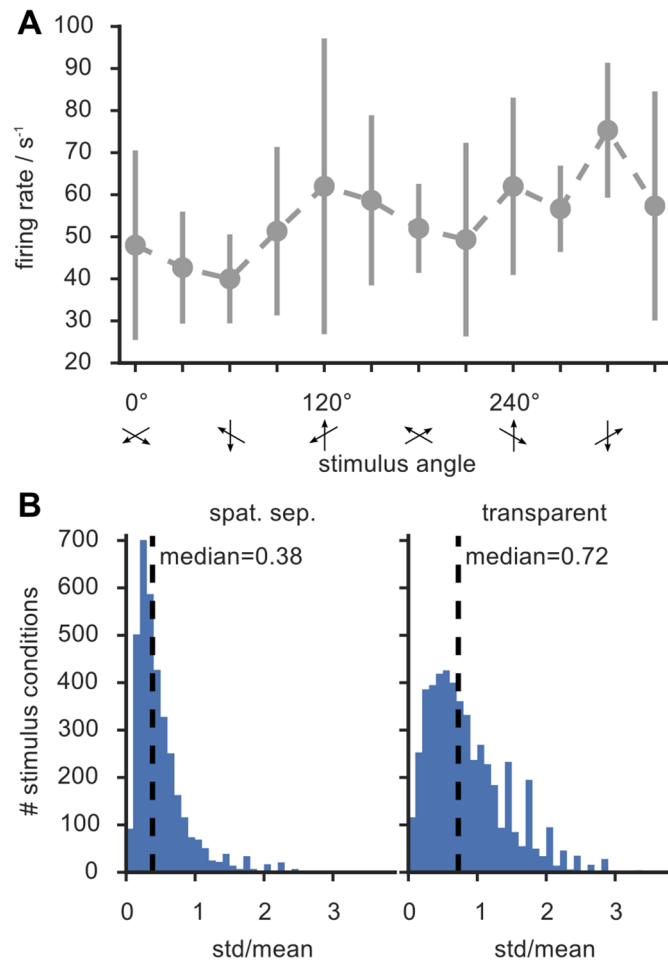 A
100
90
80
70
60
50
40
30
20
firing rate / s⁻¹
0° 120° 240°
stimulus angle
B
spat. sep. transparent
median=0.38 median=0.72
700
600
500
400
300
200
100
0
# stimulus conditions
0 1 2 3 0 1 2 3
std/mean std/mean